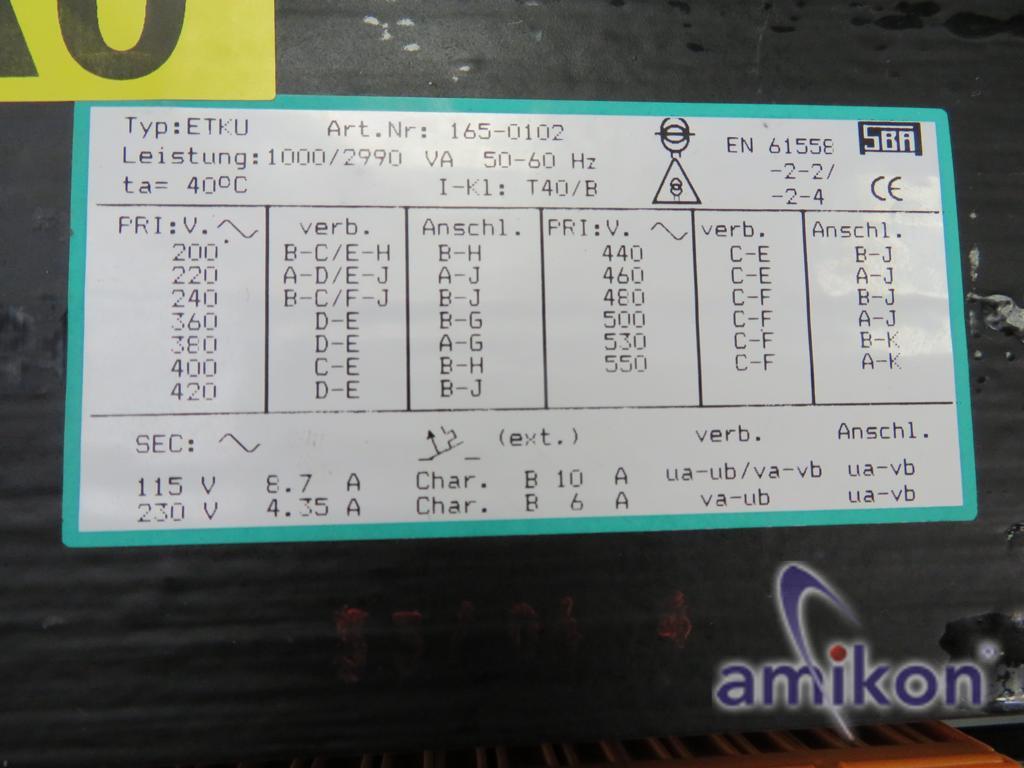 Typ:ETKU Art.Nr: 165-0102
Leistung:1000/2990 VA 50-60 Hz
ta= 40°C I-Kl: T40/B
EN 61558
-2-2/
-2-4
SBA
CE
PRI:V. verb. Anschl. PRI:V. verb. Anschl.
200 B-C/E-H B-H 440 C-E B-J
220 A-D/E-J A-J 460 C-E A-J
240 B-C/F-J B-J 480 C-F B-J
360 D-E B-G 500 C-F A-J
380 D-E A-G 530 C-F B-K
400 C-E B-H 550 C-F A-K
420 D-E B-J
SEC: (ext.) verb. Anschl.
115 V 8.7 A Char. B 10 A ua-ub/va-vb ua-vb
230 V 4.35 A Char. B 6 A va-ub ua-vb
amikon